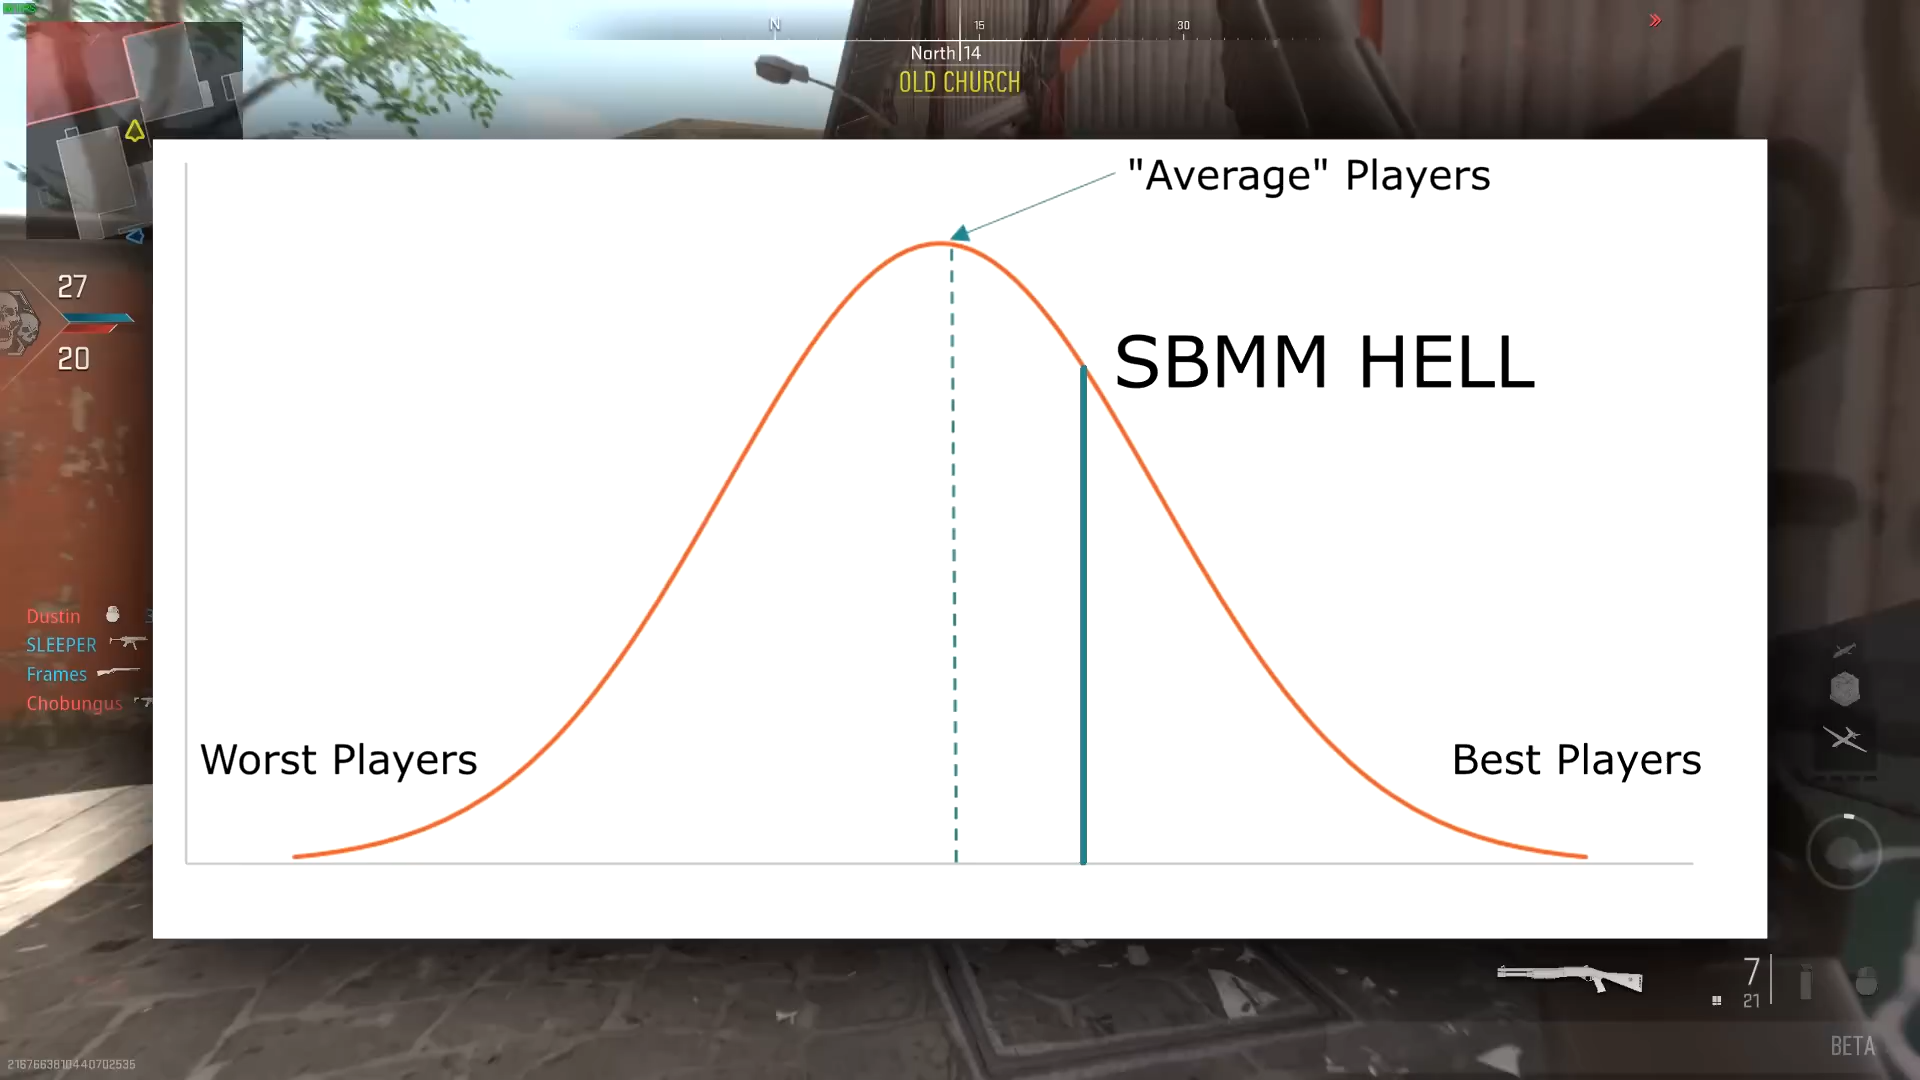 N
15
30
North 14
OLD CHURCH
"Average" Players
SBMM HELL
27
20
Dustin
SLEEPER
Frames
Chobungus
Worst Players
Best Players
7
21
BETA
2167663810440702535